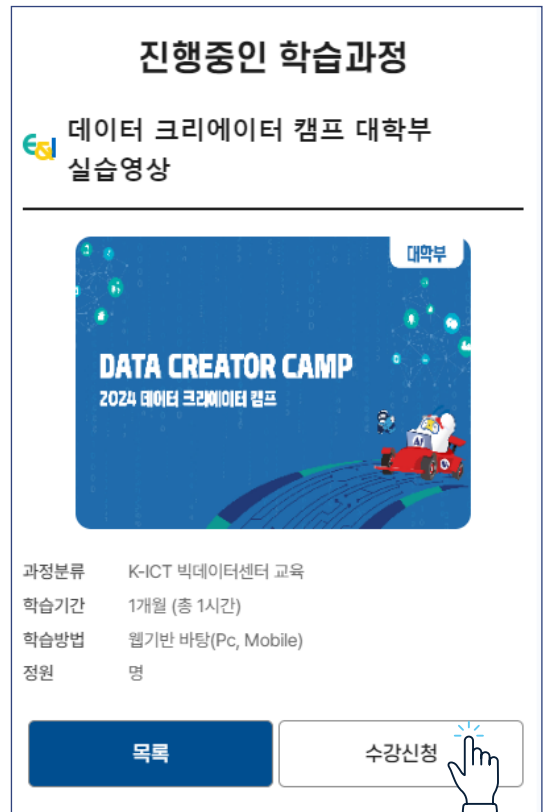 진행중인 학습과정
E&I
데이터 크리에이터 캠프 대학부
실습영상
대학부
DATA CREATOR CAMP
2024 데이터 크리에이터 캠프
AI
과정분류 K-ICT 빅데이터센터 교육
학습기간 1개월 (총 1시간)
학습방법 웹기반 바탕(Pc, Mobile)
정원 명
목록
수강신청